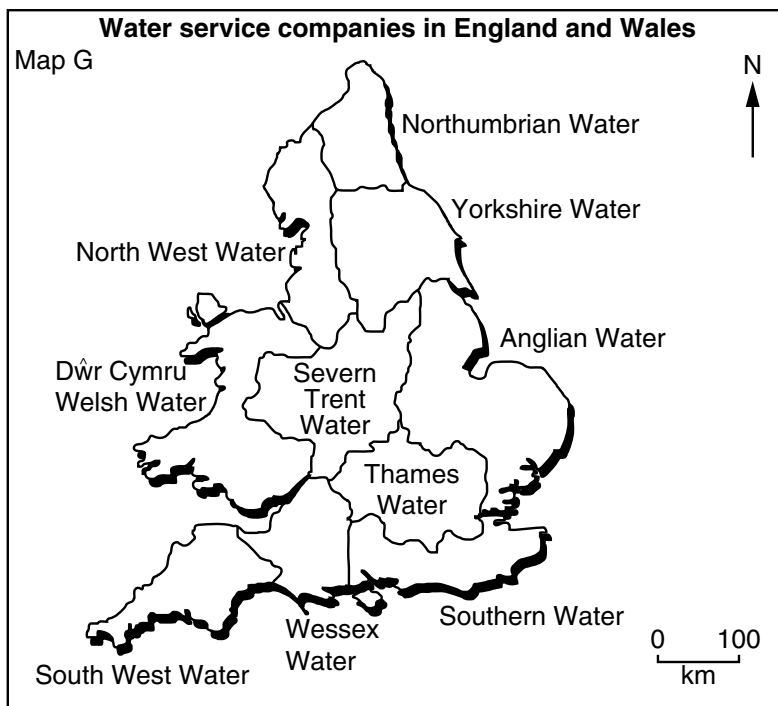 Water service companies in England and Wales
Map G
N
Northumbrian Water
Yorkshire Water
North West Water
Anglian Water
Dŵr Cymru
Welsh Water
Severn
Trent
Water
Thames
Water
Southern Water
Wessex
Water
South West Water
0 100
km